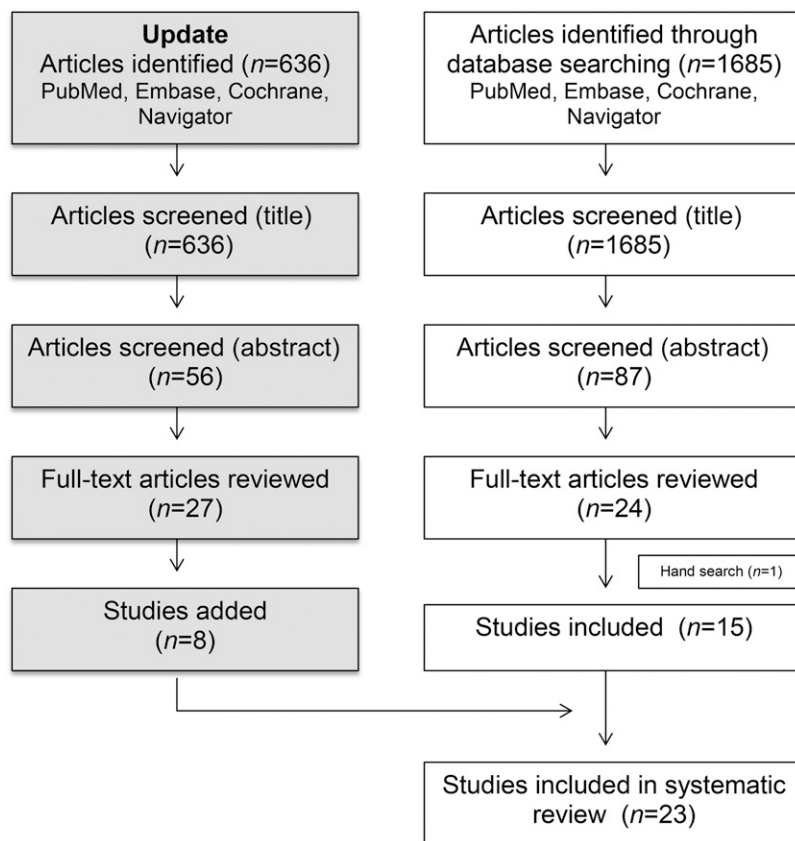 Update
Articles identified (n=636)
PubMed, Embase, Cochrane,
Navigator
Articles screened (title)
(n=636)
Articles screened (abstract)
(n=56)
Full-text articles reviewed
(n=27)
Studies added
(n=8)
Articles identified through
database searching (n=1685)
PubMed, Embase, Cochrane,
Navigator
Articles screened (title)
(n=1685)
Articles screened (abstract)
(n=87)
Full-text articles reviewed
(n=24)
Hand search (n=1)
Studies included (n=15)
Studies included in systematic
review (n=23)